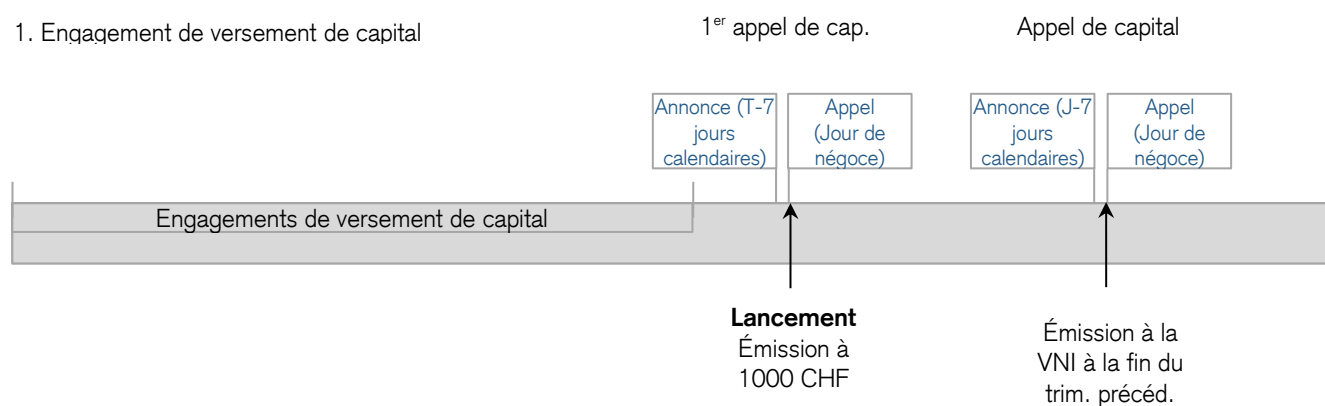 1. Engagement de versement de capital
1er appel de cap.
Appel de capital
Annonce (T-7
jours
calendaires)
Appel
(Jour de
négoce)
Annonce (J-7
jours
calendaires)
Appel
(Jour de
négoce)
Engagements de versement de capital
Lancement
Émission à
1000 CHF
Émission à la
VNI à la fin du
trim. précéd.